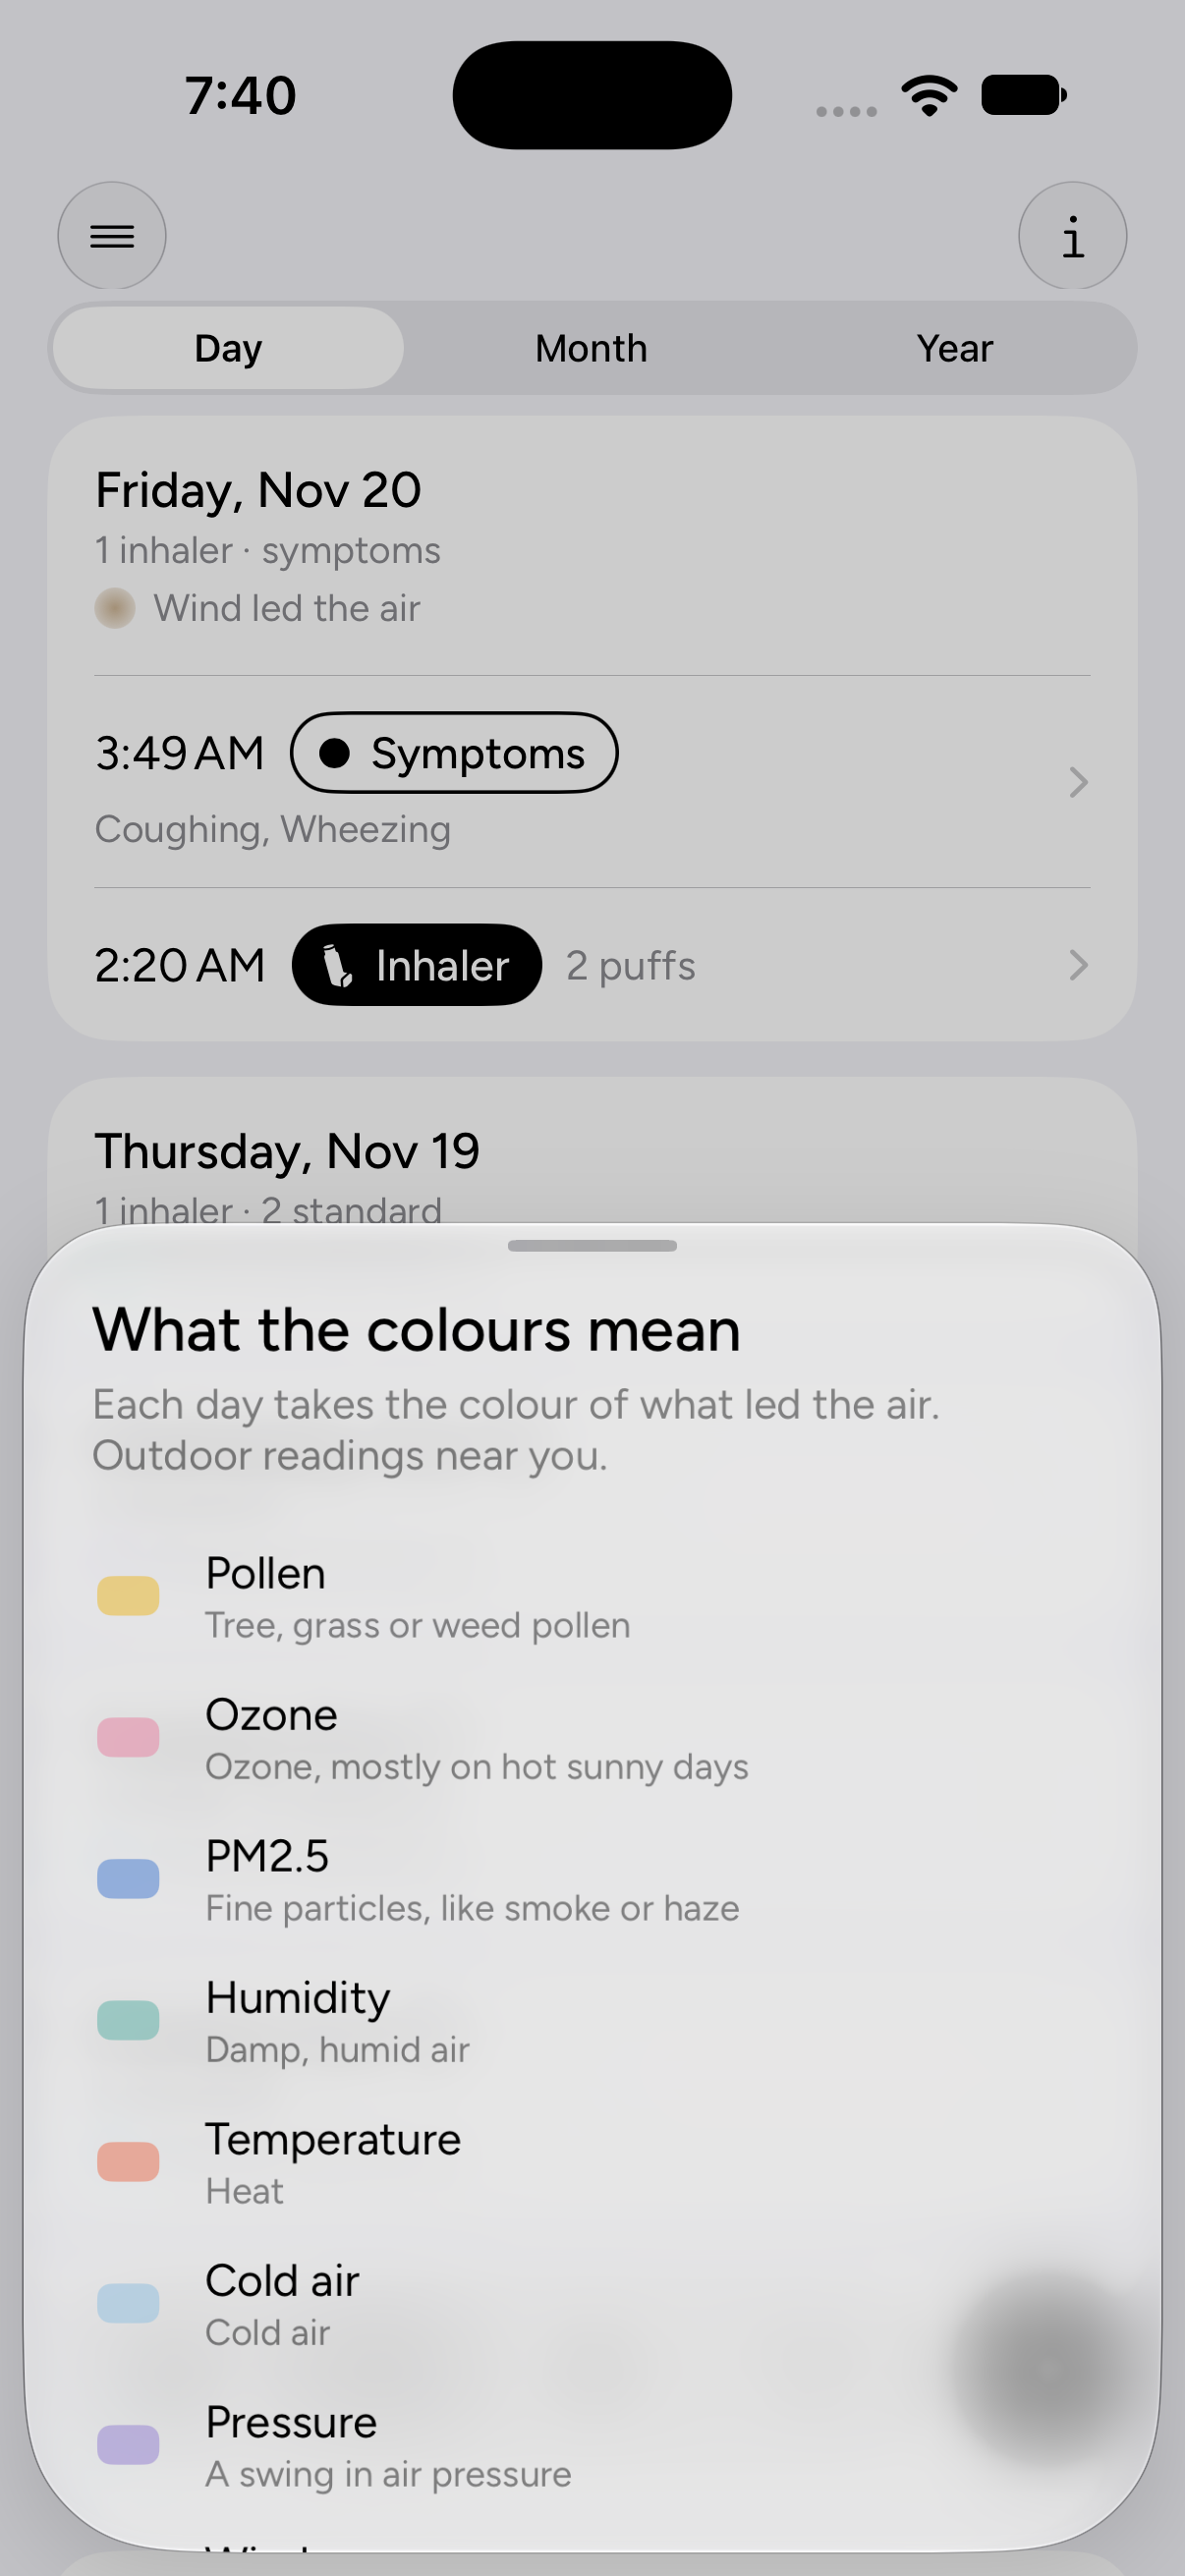 7:40
Day Month Year
Friday, Nov 20
1 inhaler · symptoms
Wind led the air
3:49 AM Symptoms
Coughing, Wheezing
2:20 AM Inhaler 2 puffs
Thursday, Nov 19
1 inhaler · 2 standard
What the colours mean
Each day takes the colour of what led the air.
Outdoor readings near you.
Pollen
Tree, grass or weed pollen
Ozone
Ozone, mostly on hot sunny days
PM2.5
Fine particles, like smoke or haze
Humidity
Damp, humid air
Temperature
Heat
Cold air
Cold air
Pressure
A swing in air pressure